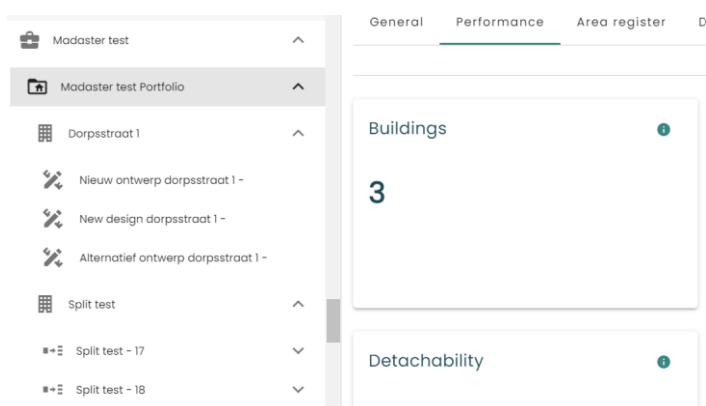 Madaster test
Madaster test Portfolio
Dorpsstraat 1
Nieuw ontwerp dorpsstraat 1 -
New design dorpsstraat 1 -
Alternatief ontwerp dorpsstraat 1 -
Split test
Split test - 17
Split test - 18
General Performance Area register D
Buildings
3
Detachability